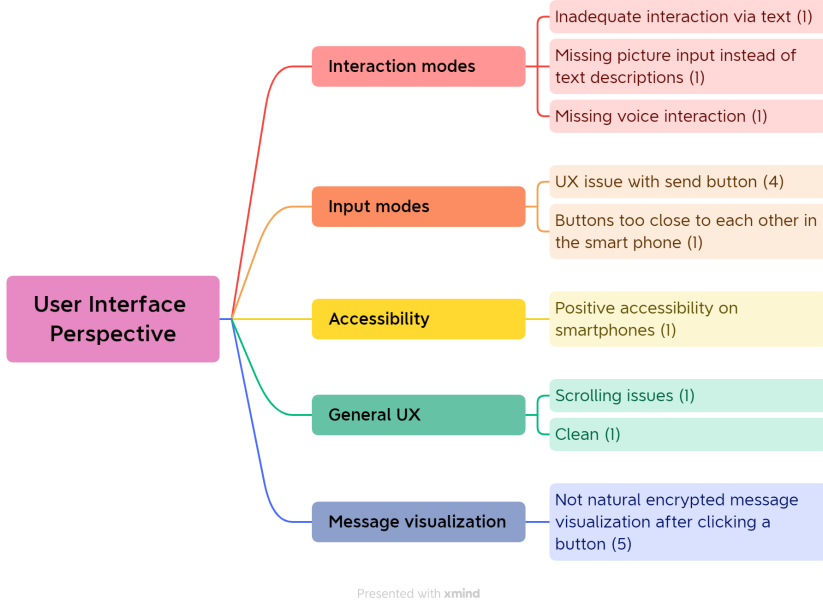 User Interface
Perspective
Interaction modes
Inadequate interaction via text (1)
Missing picture input instead of
text descriptions (1)
Missing voice interaction (1)
Input modes
UX issue with send button (4)
Buttons too close to each other in
the smart phone (1)
Accessibility
Positive accessibility on
smartphones (1)
General UX
Scrolling issues (1)
Clean (1)
Message visualization
Not natural encrypted message
visualization after clicking a
button (5)
Presented with xmind